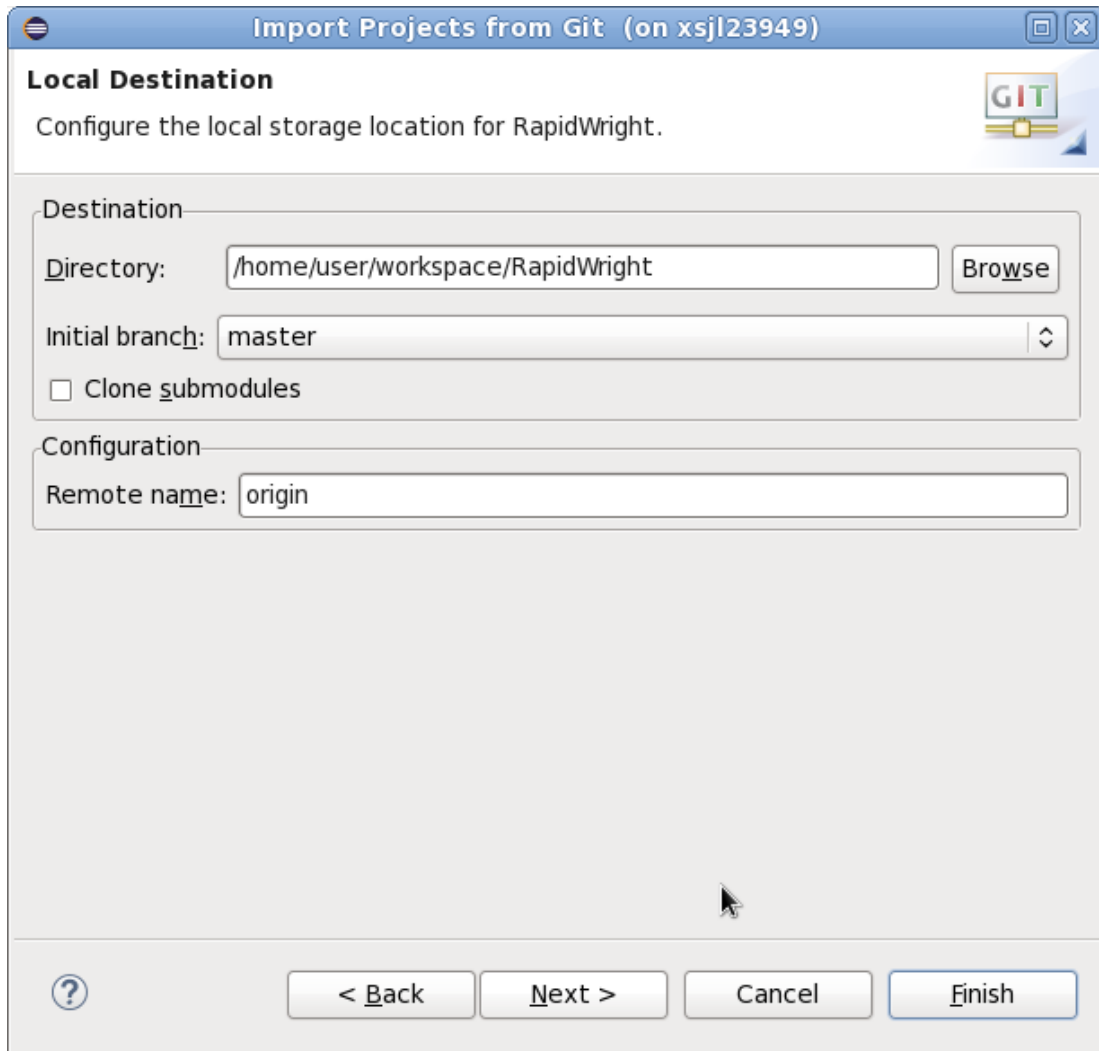 Import Projects from Git (on xsjl23949)
Local Destination
GIT
Configure the local storage location for RapidWright.
Destination
Directory: /home/user/workspace/RapidWright Browse
Initial branch: master
Clone submodules
Configuration
Remote name: origin
? < Back Next > Cancel Finish